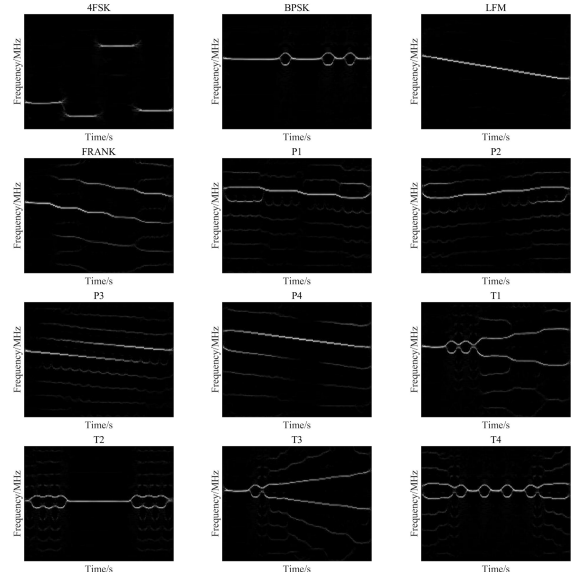 4FSK BPSK LFM
Frequency/MHz Frequency/MHz Frequency/MHz
Time/s Time/s Time/s
FRANK P1 P2
Frequency/MHz Frequency/MHz Frequency/MHz
Time/s Time/s Time/s
P3 P4 T1
Frequency/MHz Frequency/MHz Frequency/MHz
Time/s Time/s Time/s
T2 T3 T4
Frequency/MHz Frequency/MHz Frequency/MHz
Time/s Time/s Time/s